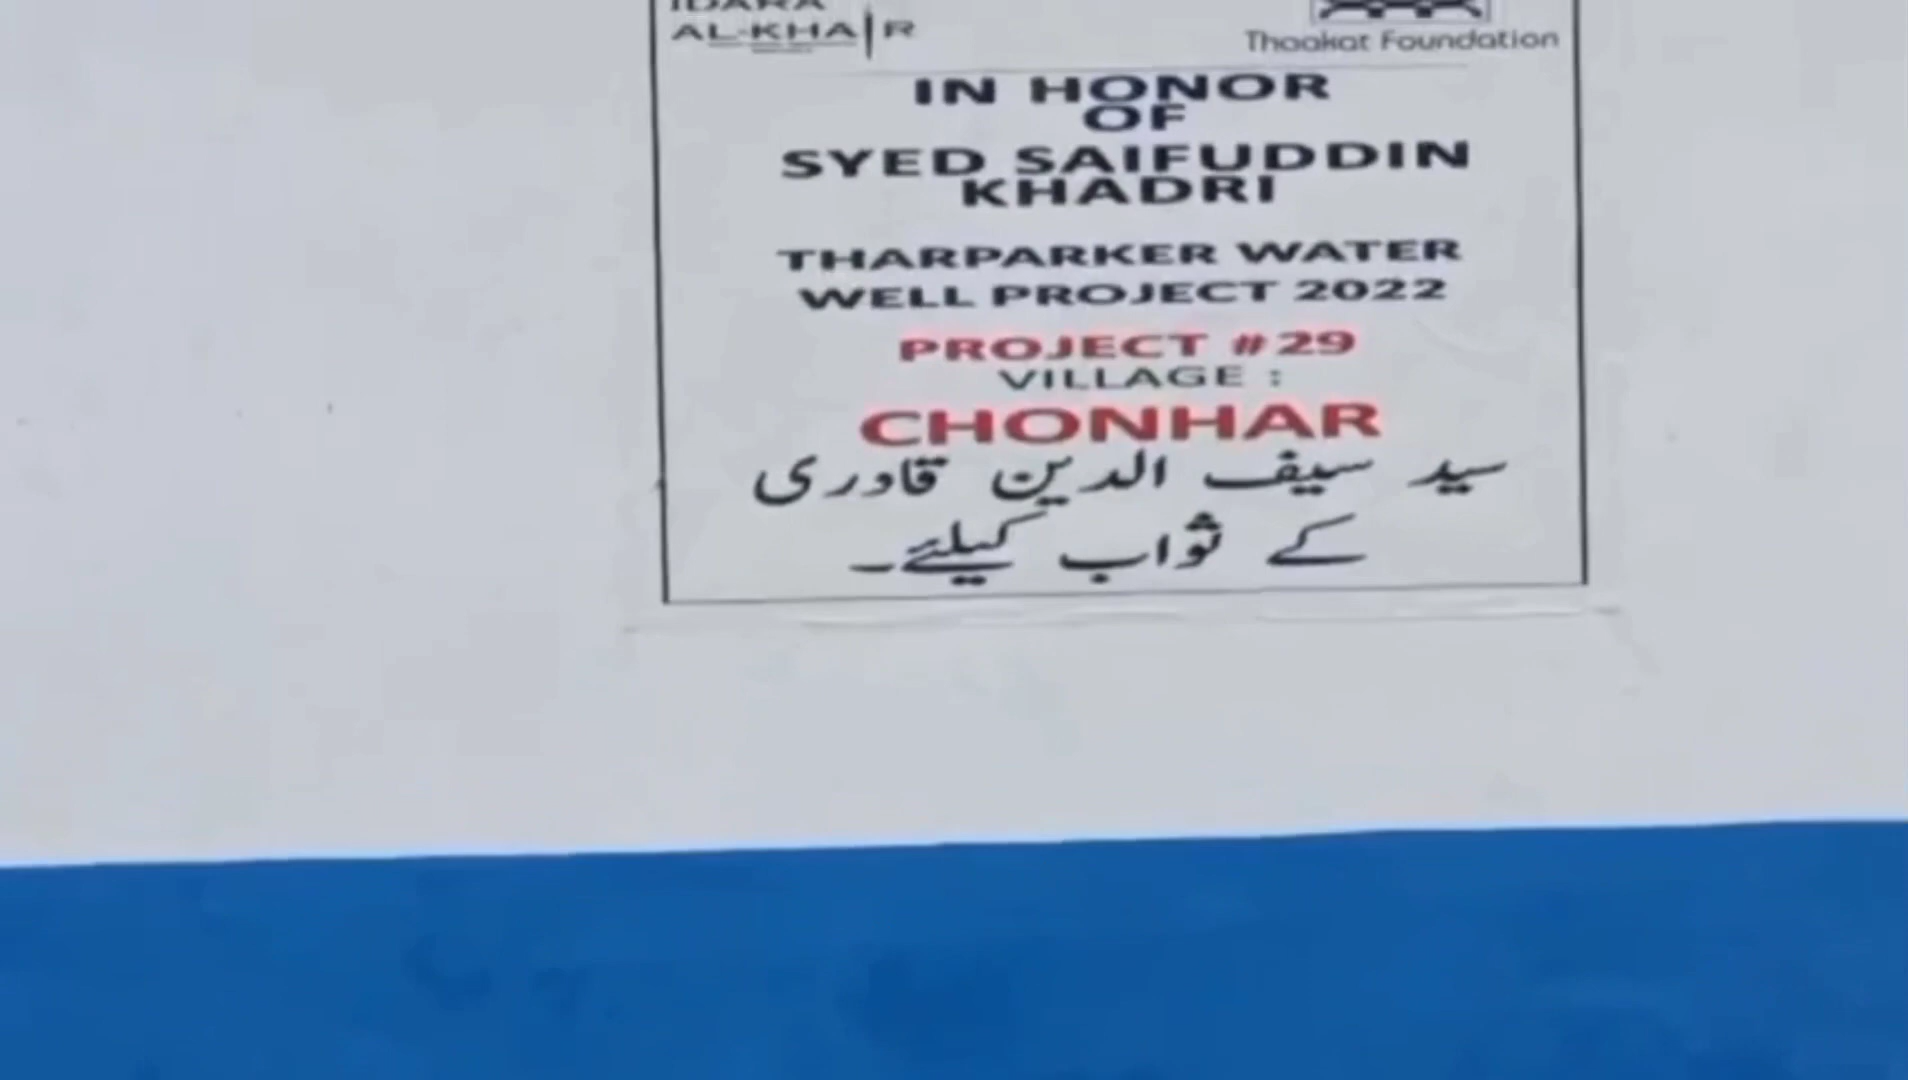 IDARA
AL-KHAIR
Thaakat Foundation
IN HONOR
OF
SYED SAIFUDDIN
KHADRI
THARPARKER WATER
WELL PROJECT 2022
PROJECT #29
VILLAGE :
CHONHAR
سید سیف الدین قادری
کے ثواب کیلئے۔